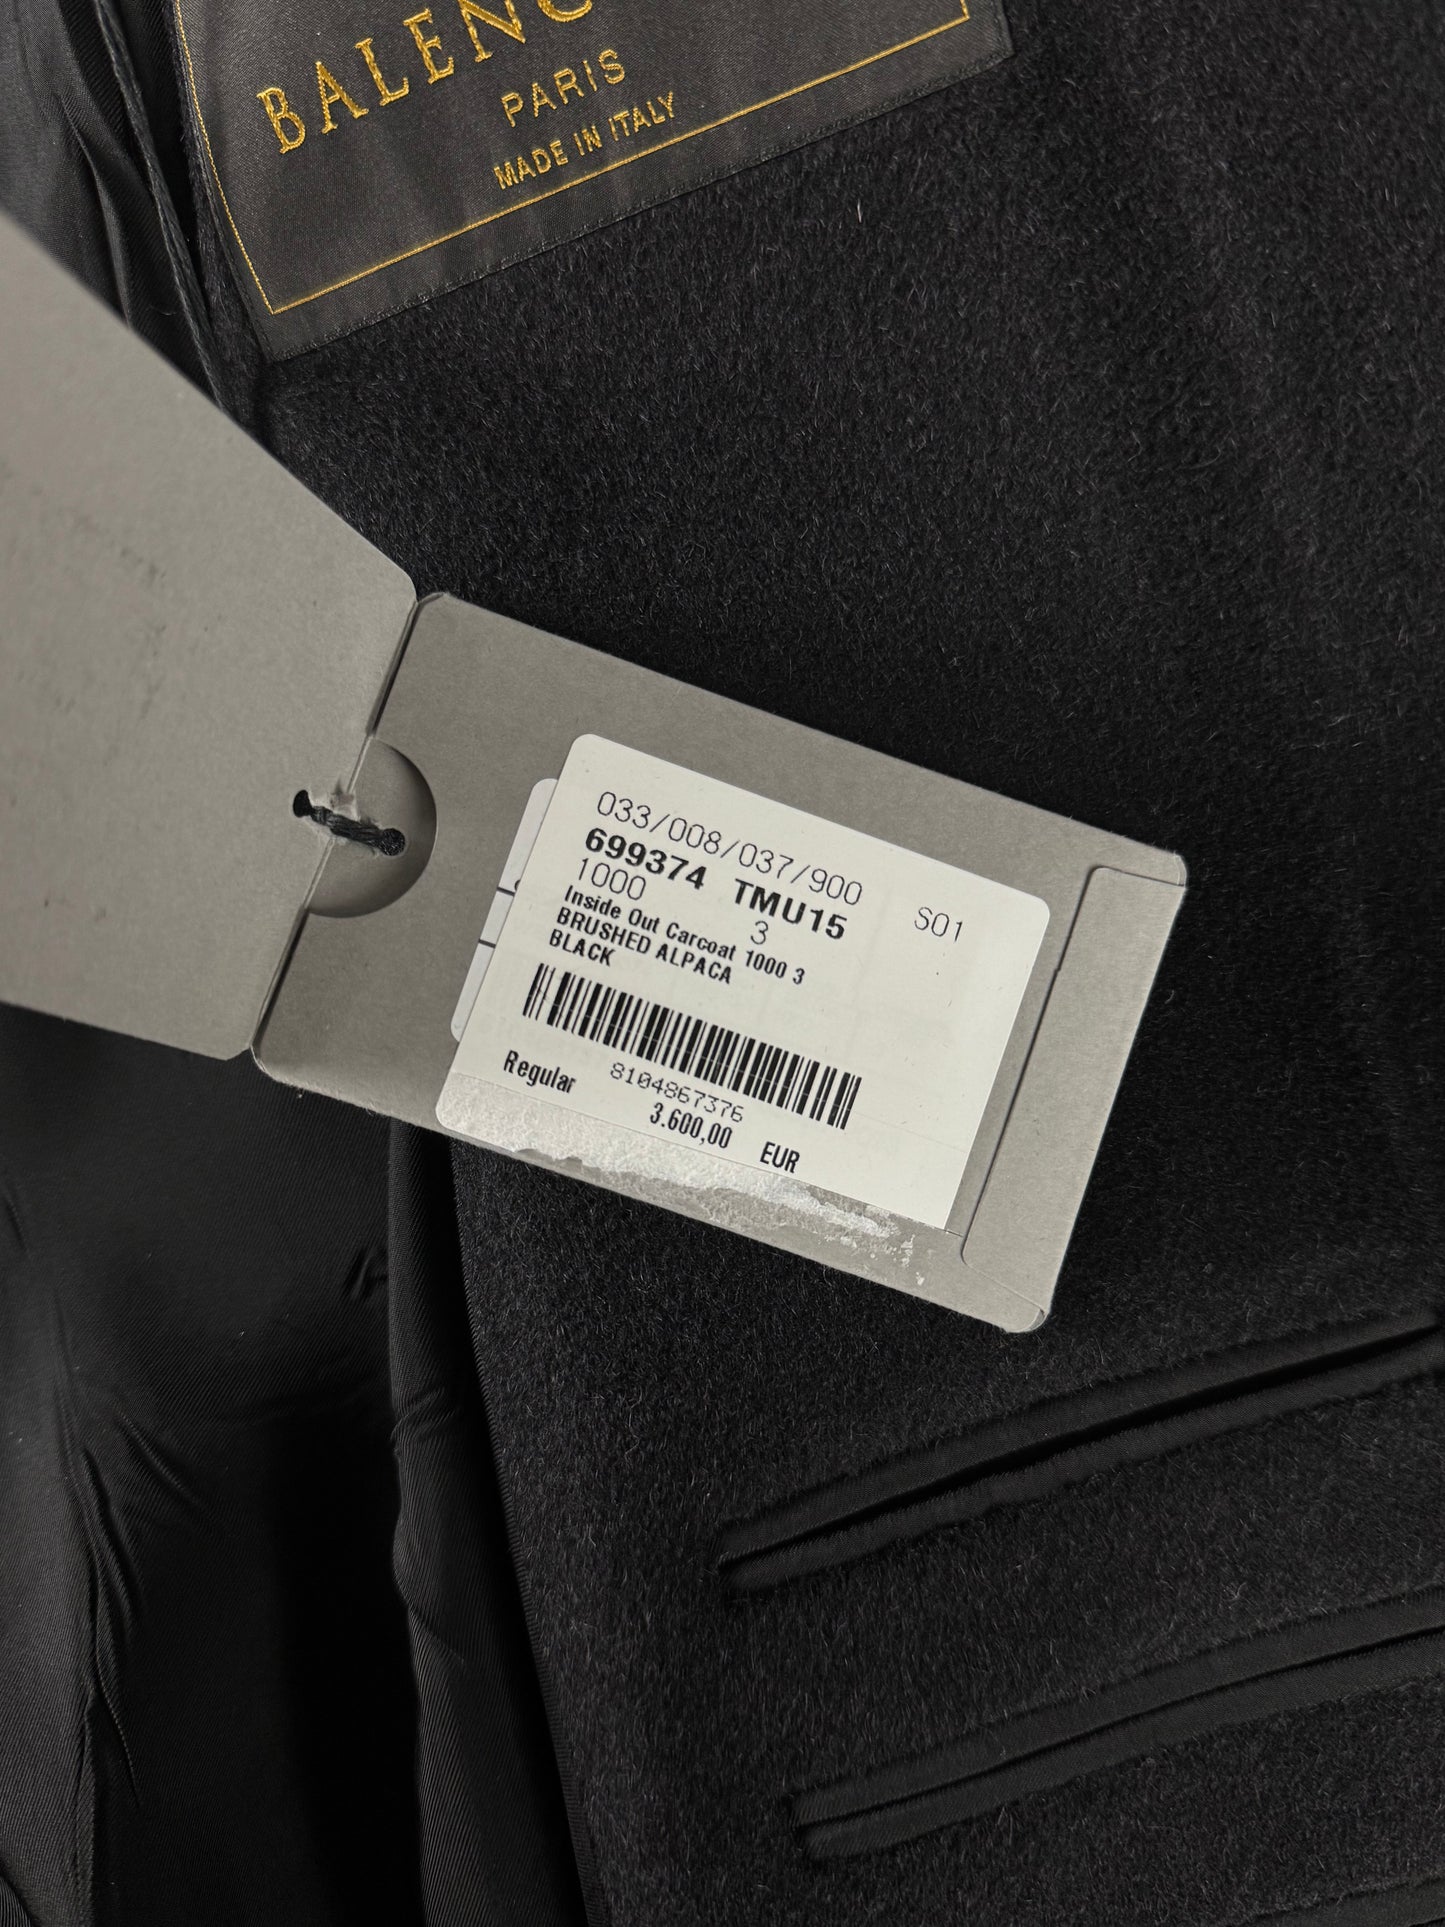 BALENC
PARIS
MADE IN ITALY
033/008/037/900
699374 TMU15 S01
1000 3
Inside Out Carcoat 1000 3
BRUSHED ALPACA
BLACK
8104867376
Regular 3.600,00 EUR